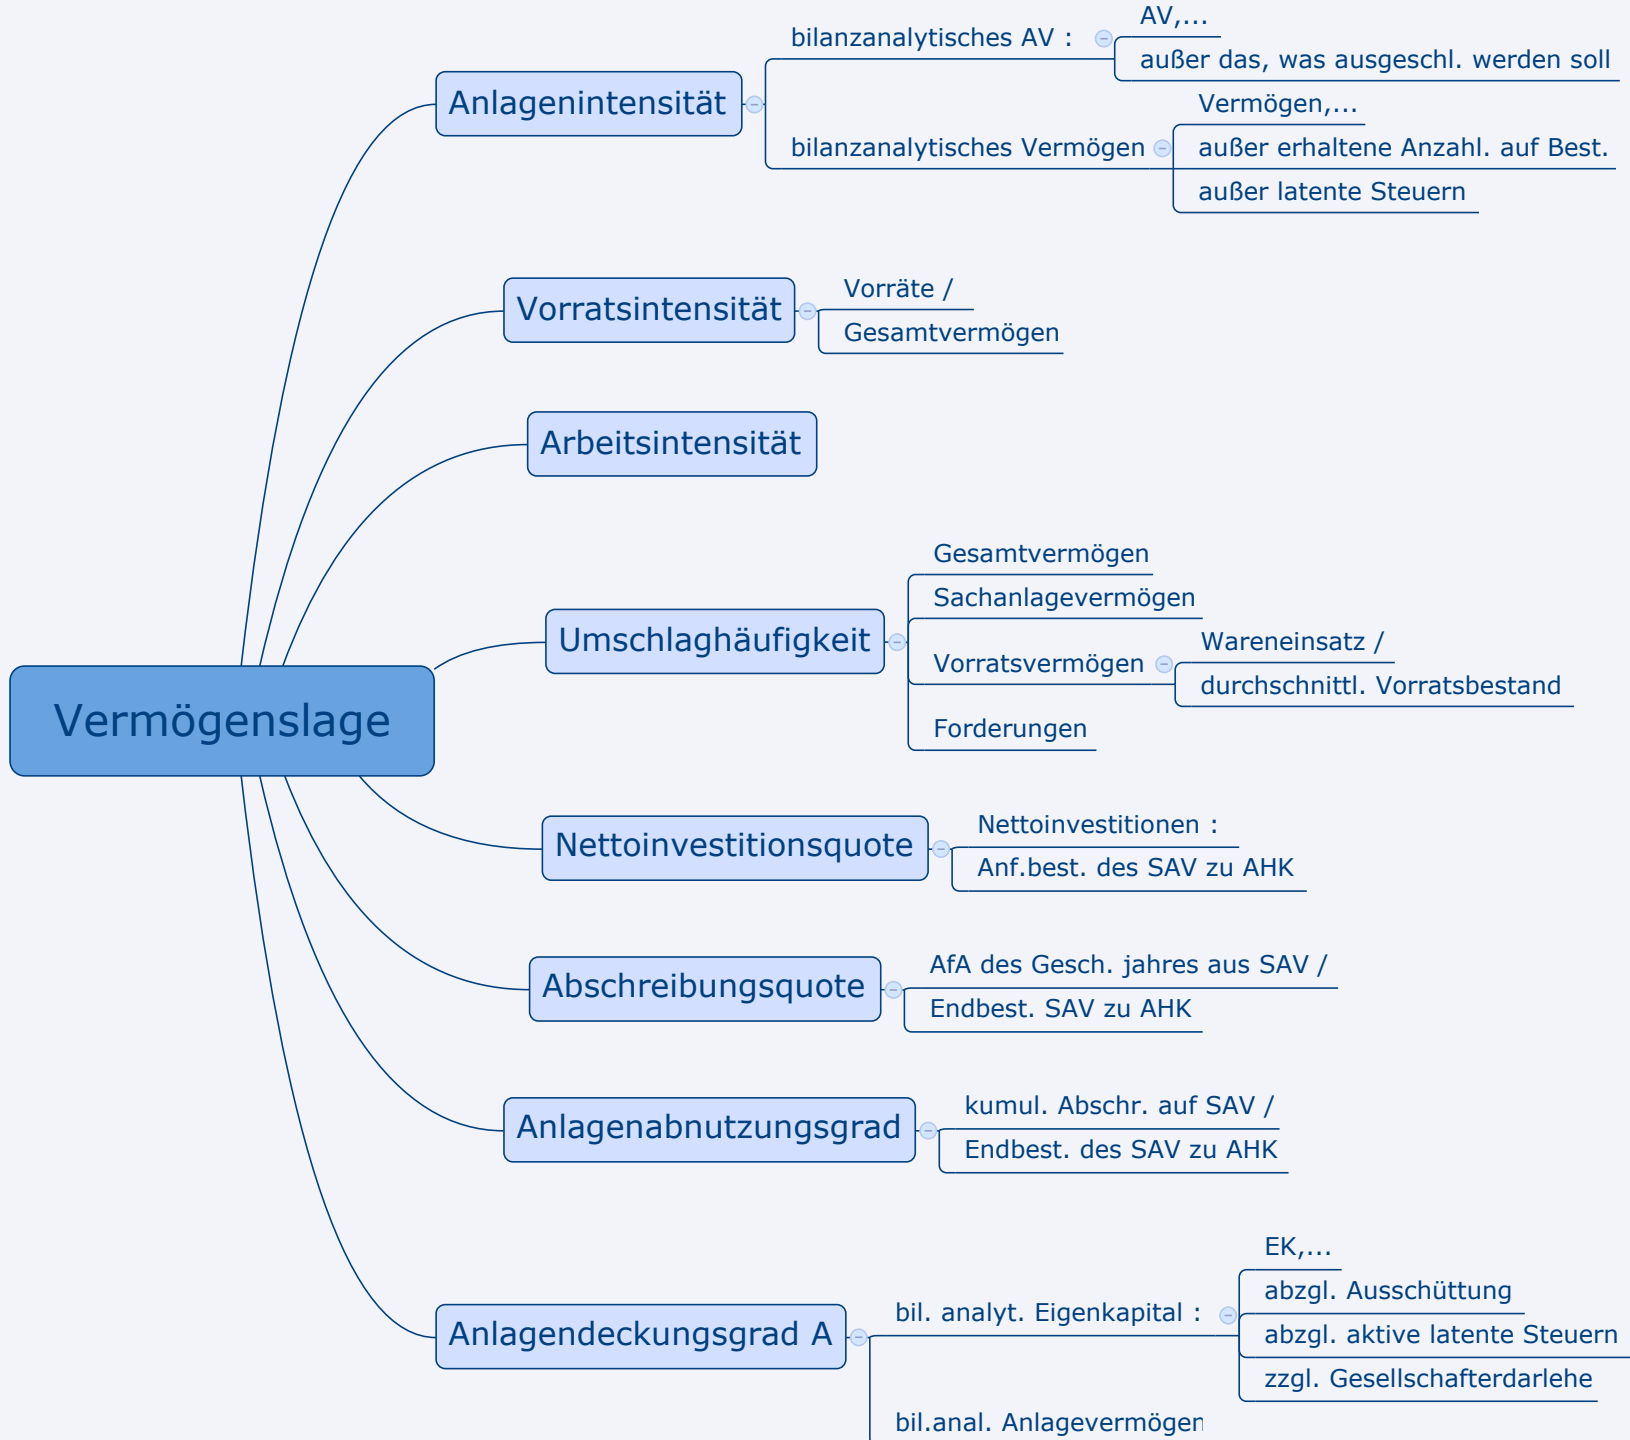 Vermögenslage
Anlagenintensität
bilanzanalytisches AV :
AV,...
außer das, was ausgeschl. werden soll
bilanzanalytisches Vermögen
Vermögen,...
außer erhaltene Anzahl. auf Best.
außer latente Steuern
Vorratsintensität
Vorräte /
Gesamtvermögen
Arbeitsintensität
Umschlaghäufigkeit
Gesamtvermögen
Sachanlagevermögen
Vorratsvermögen
Wareneinsatz /
durchschnittl. Vorratsbestand
Forderungen
Nettoinvestitionsquote
Nettoinvestitionen :
Anf.best. des SAV zu AHK
Abschreibungsquote
AfA des Gesch. jahres aus SAV /
Endbest. SAV zu AHK
Anlagenabnutzungsgrad
kumul. Abschr. auf SAV /
Endbest. des SAV zu AHK
Anlagendeckungsgrad A
bil. analyt. Eigenkapital :
EK,...
abzgl. Ausschüttung
abzgl. aktive latente Steuern
zzgl. Gesellschafterdarlehe
bil.anal. Anlagevermögen